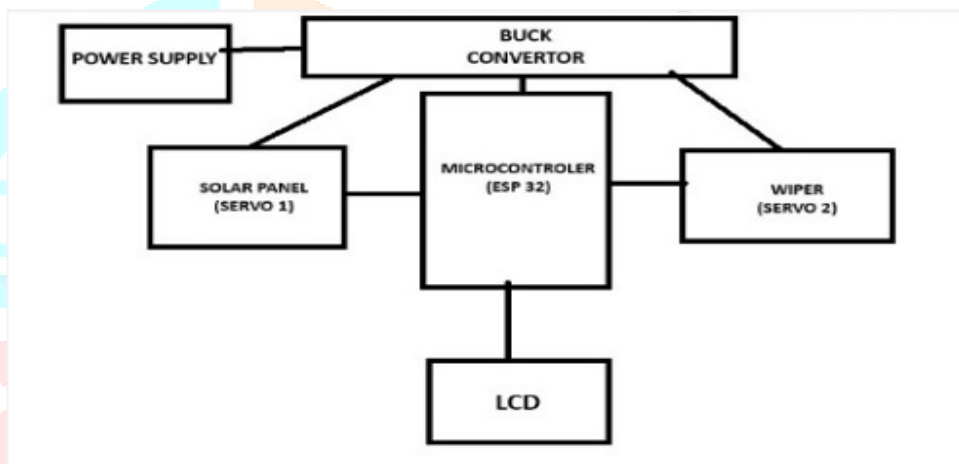 BUCK
CONVERTOR
POWER SUPPLY
MICROCONTROLER
(ESP 32)
SOLAR PANEL
(SERVO 1)
WIPER
(SERVO 2)
LCD